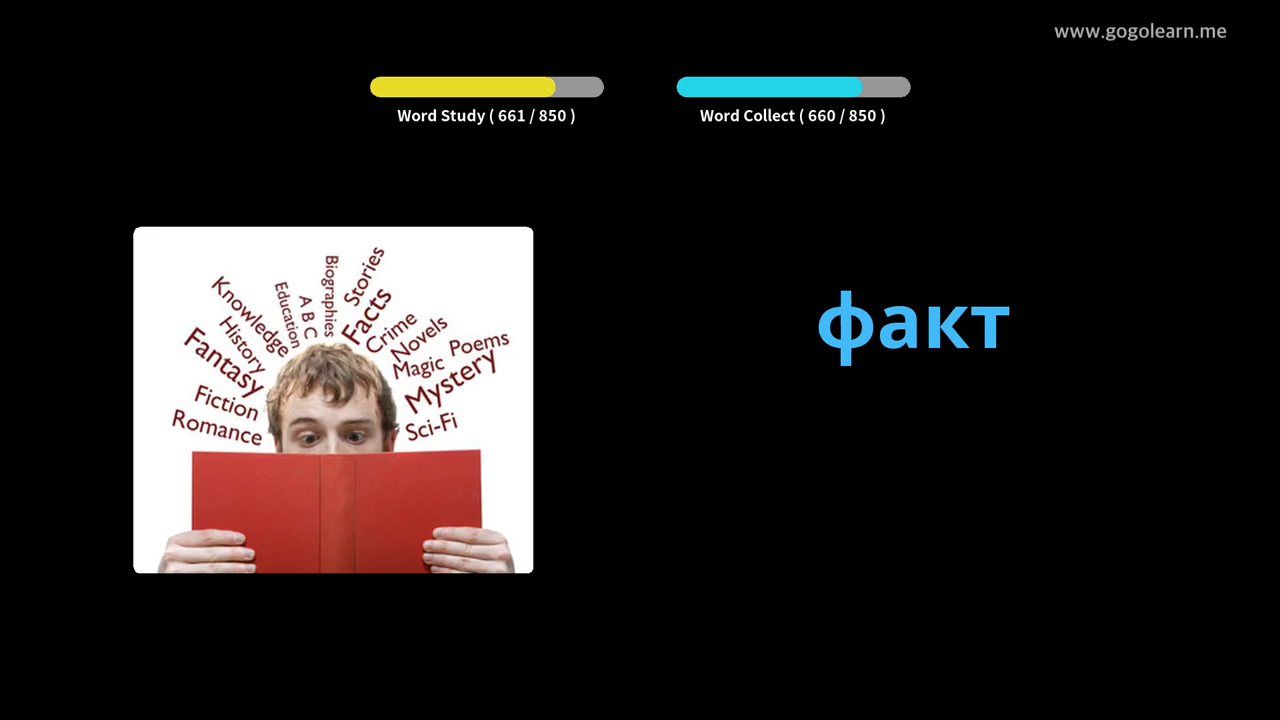 www.gogolearn.me
Word Study ( 661 / 850 )
Word Collect ( 660 / 850 )
Romance
Fiction
Fantasy
History
Knowledge
Education
A B C
Biographies
Stories
Facts
Crime
Novels
Magic
Poems
Mystery
Sci-Fi
факт